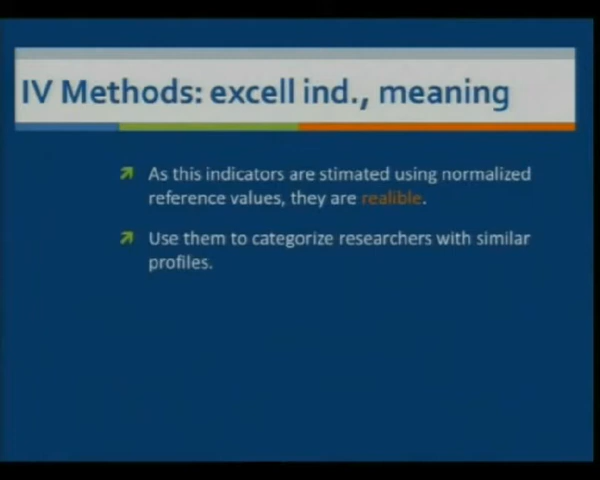 IV Methods: excell ind., meaning
As this indicators are stimated using normalized
reference values, they are realible.
Use them to categorize researchers with similar
profiles.